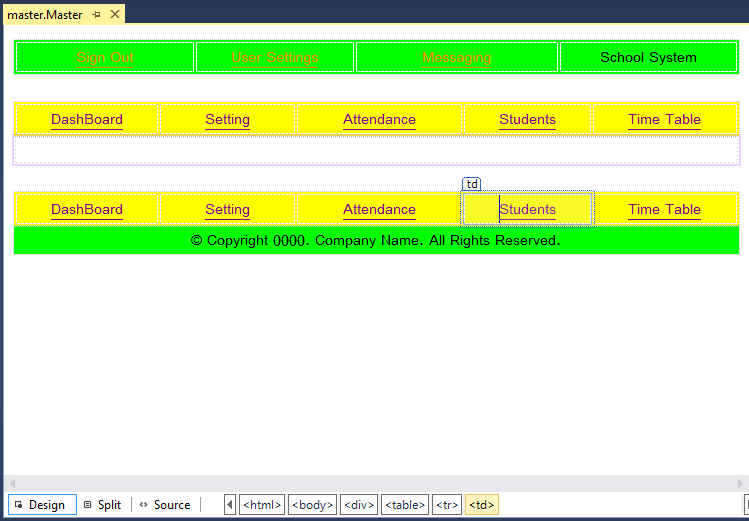 master.Master
Sign Out User Settings Messaging School System
DashBoard Setting Attendance Students Time Table
td
DashBoard Setting Attendance Students Time Table
© Copyright 0000. Company Name. All Rights Reserved.
Design Split Source <html> <body> <div> <table> <tr> <td>